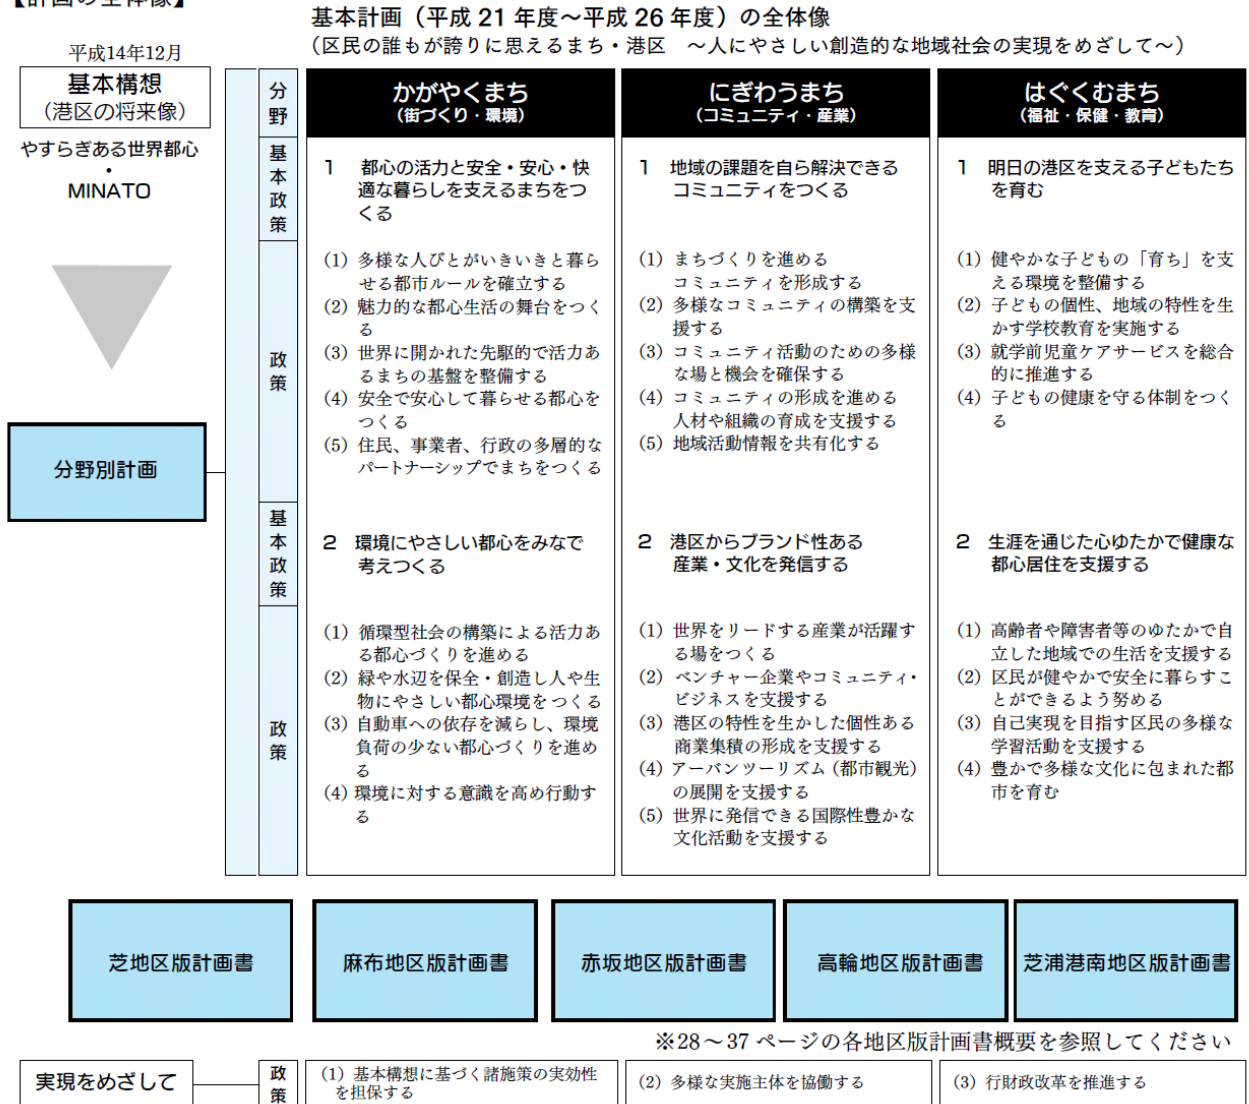 【計画の全体像】
基本計画（平成 21 年度～平成 26 年度）の全体像
（区民の誰もが誇りに思えるまち・港区　～人にやさしい創造的な地域社会の実現をめざして～）
平成14年12月
基本構想
（港区の将来像）
やすらぎある世界都心
・
MINATO
分野別計画
分野
基本政策
政策
基本政策
政策
かがやくまち
（街づくり・環境）
1　都心の活力と安全・安心・快
適な暮らしを支えるまちをつ
くる
（1）多様な人びとがいきいきと暮ら
せる都市ルールを確立する
（2）魅力的な都心生活の舞台をつく
る
（3）世界に開かれた先駆的で活力あ
るまちの基盤を整備する
（4）安全で安心して暮らせる都心を
つくる
（5）住民、事業者、行政の多層的な
パートナーシップでまちをつくる
2　環境にやさしい都心をみなで
考えつくる
（1）循環型社会の構築による活力あ
る都心づくりを進める
（2）緑や水辺を保全・創造し人や生
物にやさしい都心環境をつくる
（3）自動車への依存を減らし、環境
負荷の少ない都心づくりを進め
る
（4）環境に対する意識を高め行動す
る
にぎわうまち
（コミュニティ・産業）
1　地域の課題を自ら解決できる
コミュニティをつくる
（1）まちづくりを進める
コミュニティを形成する
（2）多様なコミュニティの構築を支
援する
（3）コミュニティ活動のための多様
な場と機会を確保する
（4）コミュニティの形成を進める
人材や組織の育成を支援する
（5）地域活動情報を共有化する
2　港区からブランド性ある
産業・文化を発信する
（1）世界をリードする産業が活躍す
る場をつくる
（2）ベンチャー企業やコミュニティ・
ビジネスを支援する
（3）港区の特性を生かした個性ある
商業集積の形成を支援する
（4）アーバンツーリズム（都市観光）
の展開を支援する
（5）世界に発信できる国際性豊かな
文化活動を支援する
はぐくむまち
（福祉・保健・教育）
1　明日の港区を支える子どもたち
を育む
（1）健やかな子どもの「育ち」を支
える環境を整備する
（2）子どもの個性、地域の特性を生
かす学校教育を実施する
（3）就学前児童ケアサービスを総合
的に推進する
（4）子どもの健康を守る体制をつく
る
2　生涯を通じた心ゆたかで健康な
都心居住を支援する
（1）高齢者や障害者等のゆたかで自
立した地域での生活を支援する
（2）区民が健やかで安全に暮らすこ
とができるよう努める
（3）自己実現を目指す区民の多様な
学習活動を支援する
（4）豊かで多様な文化に包まれた都
市を育む
芝地区版計画書
麻布地区版計画書
赤坂地区版計画書
高輪地区版計画書
芝浦港南地区版計画書
※28～37 ページの各地区版計画書概要を参照してください
実現をめざして
政策
（1）基本構想に基づく諸施策の実効性
を担保する
（2）多様な実施主体を協働する
（3）行財政改革を推進する